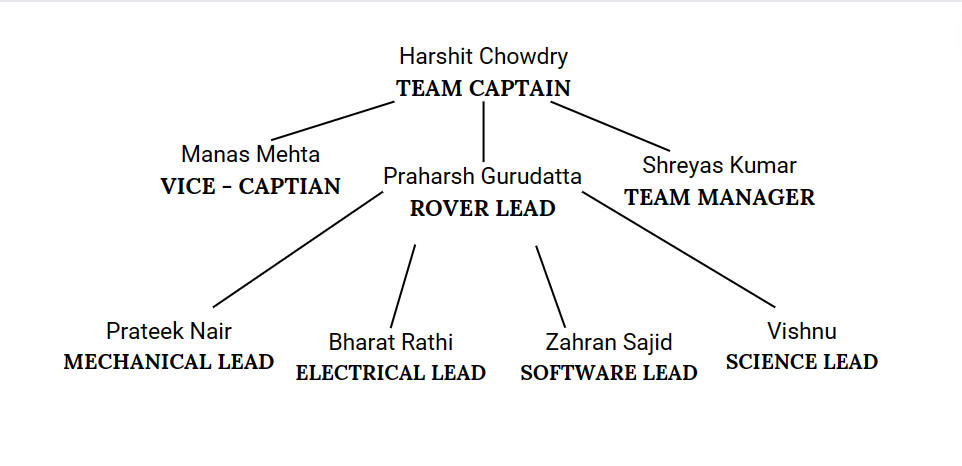 Harshit Chowdry
TEAM CAPTAIN
Manas Mehta
VICE - CAPTIAN
Praharsh Gurudatta
ROVER LEAD
Shreyas Kumar
TEAM MANAGER
Prateek Nair
MECHANICAL LEAD
Bharat Rathi
ELECTRICAL LEAD
Zahran Sajid
SOFTWARE LEAD
Vishnu
SCIENCE LEAD